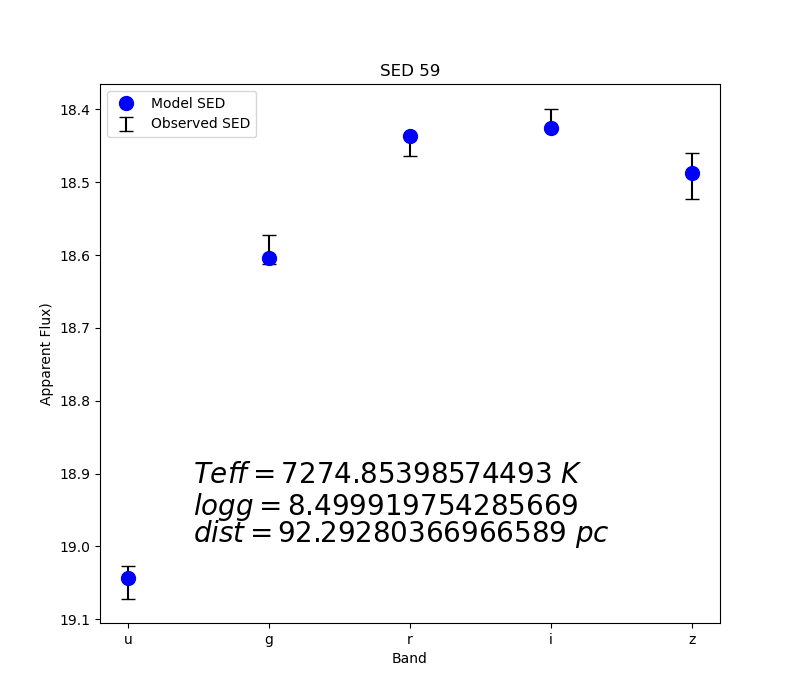 SED 59
Model SED
Observed SED
18.4
18.5
18.6
18.7
18.8
18.9
19.0
19.1
Apparent Flux)
Teff = 7274.85398574493 K
logg = 8.499919754285669
dist = 92.29280366966589 pc
u g r i z
Band